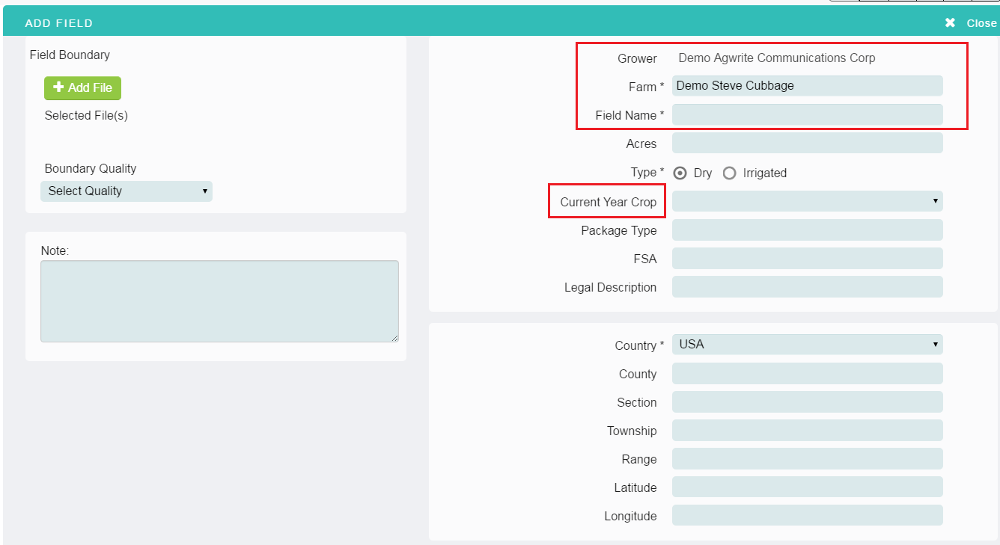 ADD FIELD
✖ Close
Field Boundary
✚ Add File
Selected File(s)
Boundary Quality
Select Quality
Note:
Grower Demo Agwrite Communications Corp
Farm * Demo Steve Cubbage
Field Name *
Acres
Type * Dry Irrigated
Current Year Crop
Package Type
FSA
Legal Description
Country * USA
County
Section
Township
Range
Latitude
Longitude